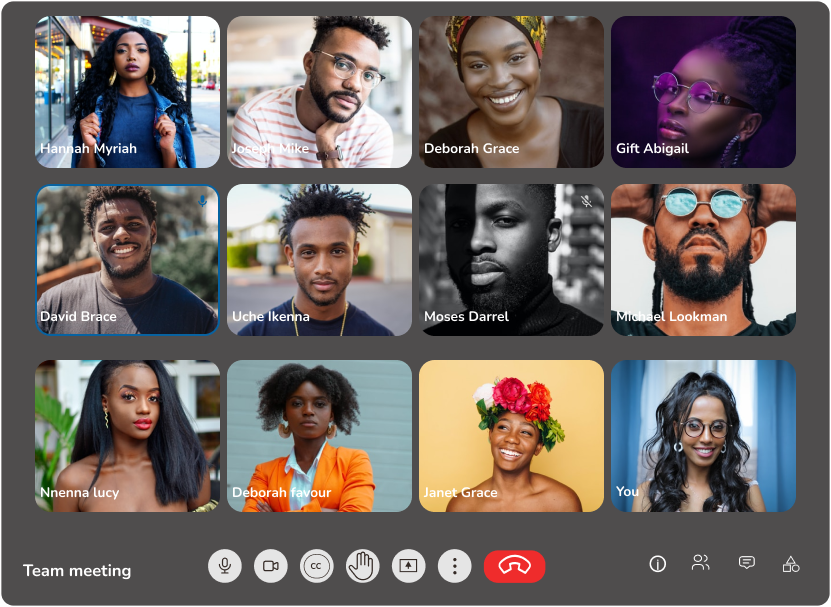 Hannah Myriah
Joseph Mike
Deborah Grace
Gift Abigail
David Brace
Uche Ikenna
Moses Darrel
Michael Lookman
Nnenna lucy
Deborah favour
Janet Grace
You
Team meeting
CC